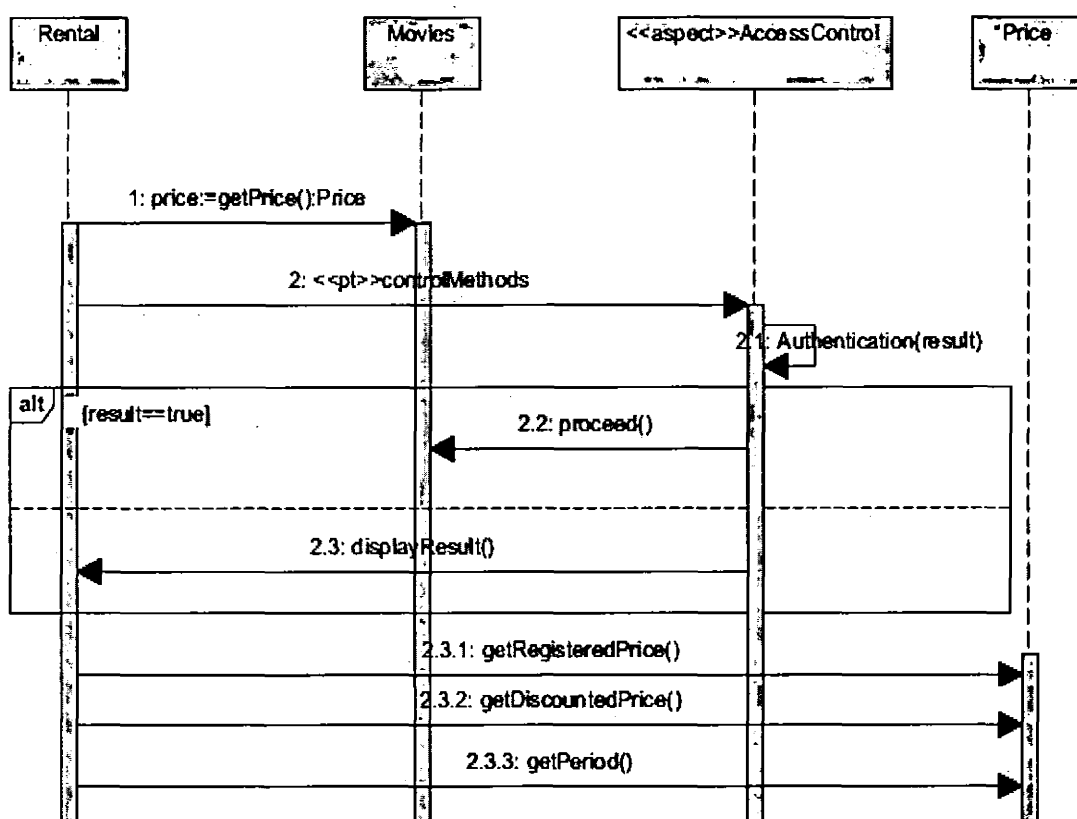 Rental
Movies
<<aspect>>AccessControl
Price
1: price:=getPrice():Price
2: <<pt>>controlMethods
2.1: Authentication(result)
alt
[result==true]
2.2: proceed()
2.3: displayResult()
2.3.1: getRegisteredPrice()
2.3.2: getDiscountedPrice()
2.3.3: getPeriod()